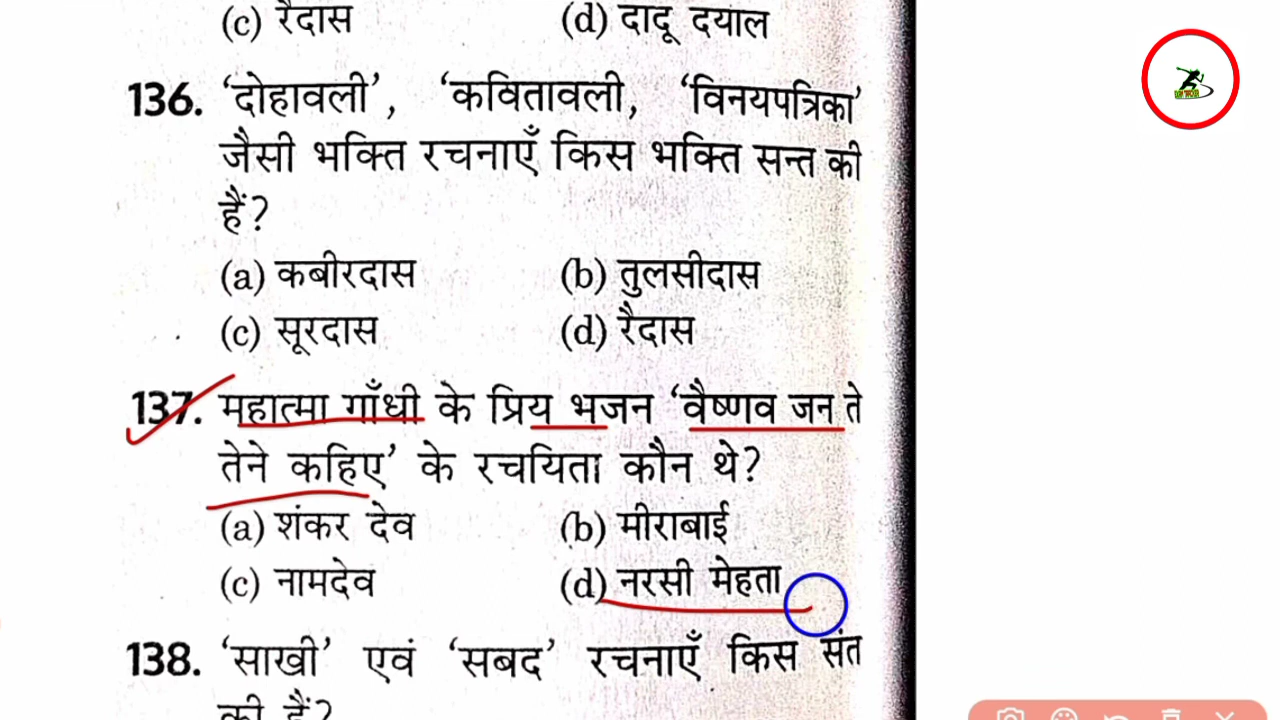 (c) रैदास (d) दादू दयाल
136. ‘दोहावली’, ‘कवितावली, ‘विनयपत्रिका’
जैसी भक्ति रचनाएँ किस भक्ति सन्त की
हैं?
(a) कबीरदास (b) तुलसीदास
(c) सूरदास (d) रैदास
137. महात्मा गाँधी के प्रिय भजन ‘वैष्णव जन ते
तेने कहिए’ के रचयिता कौन थे?
(a) शंकर देव (b) मीराबाई
(c) नामदेव (d) नरसी मेहता
138. ‘साखी’ एवं ‘सबद’ रचनाएँ किस संत
की हैं?